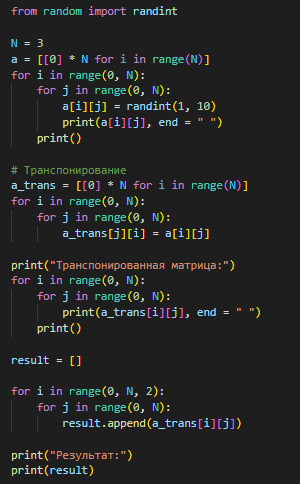 from random import randint

N = 3
a = [[0] * N for i in range(N)]
for i in range(0, N):
    for j in range(0, N):
        a[i][j] = randint(1, 10)
        print(a[i][j], end = " ")
    print()

# Транспонирование
a_trans = [[0] * N for i in range(N)]
for i in range(0, N):
    for j in range(0, N):
        a_trans[j][i] = a[i][j]

print("Транспонированная матрица:")
for i in range(0, N):
    for j in range(0, N):
        print(a_trans[i][j], end = " ")
    print()

result = []

for i in range(0, N, 2):
    for j in range(0, N):
        result.append(a_trans[i][j])

print("Результат:")
print(result)